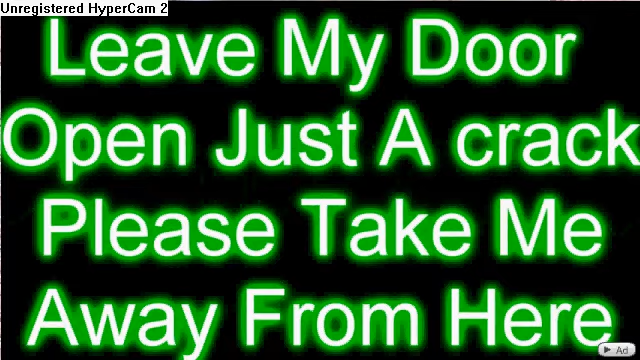 Unregistered HyperCam 2
Leave My Door
Open Just A crack
Please Take Me
Away From Here
Ad